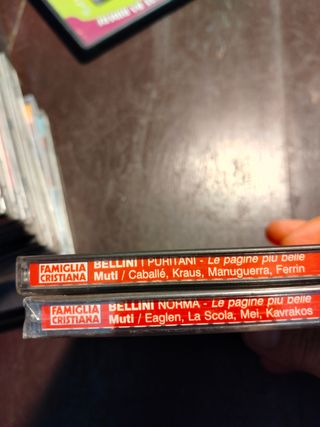 FAMIGLIA
CRISTIANA
BELLINI I PURITANI - Le pagine più belle
Muti / Caballé, Kraus, Manuguerra, Ferrin
FAMIGLIA
CRISTIANA
BELLINI NORMA - Le pagine più belle
Muti / Eaglen, La Scola, Mei, Kavrakos